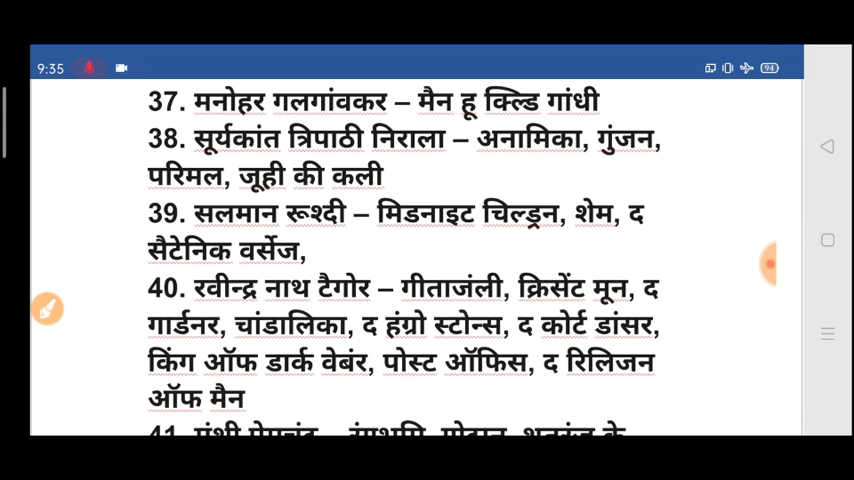 9:35
94
37. मनोहर गलगांवकर – मैन हू क्ल्डि गांधी
38. सूर्यकांत त्रिपाठी निराला – अनामिका, गुंजन,
परिमल, जूही की कली
39. सलमान रूश्दी – मिडनाइट चिल्ड्रन, शेम, द
सैटेनिक वर्सेज,
40. रवीन्द्र नाथ टैगोर – गीताजंली, क्रिसेंट मून, द
गार्डनर, चांडालिका, द हंग्रो स्टोन्स, द कोर्ट डांसर,
किंग ऑफ डार्क वेबंर, पोस्ट ऑफिस, द रिलिजन
ऑफ मैन
41.